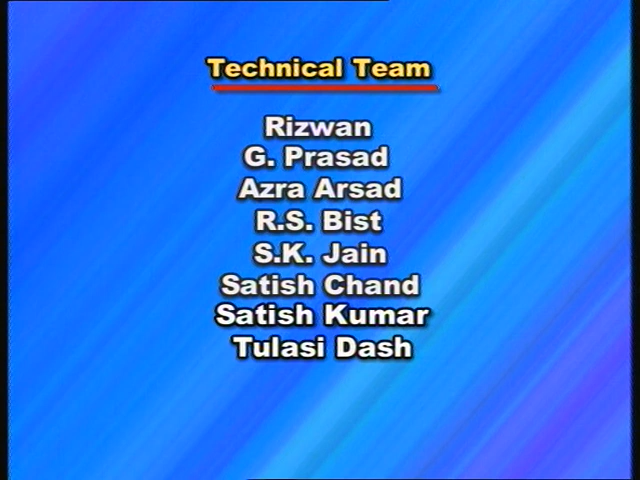 Technical Team
Rizwan
G. Prasad
Azra Arsad
R.S. Bist
S.K. Jain
Satish Chand
Satish Kumar
Tulasi Dash